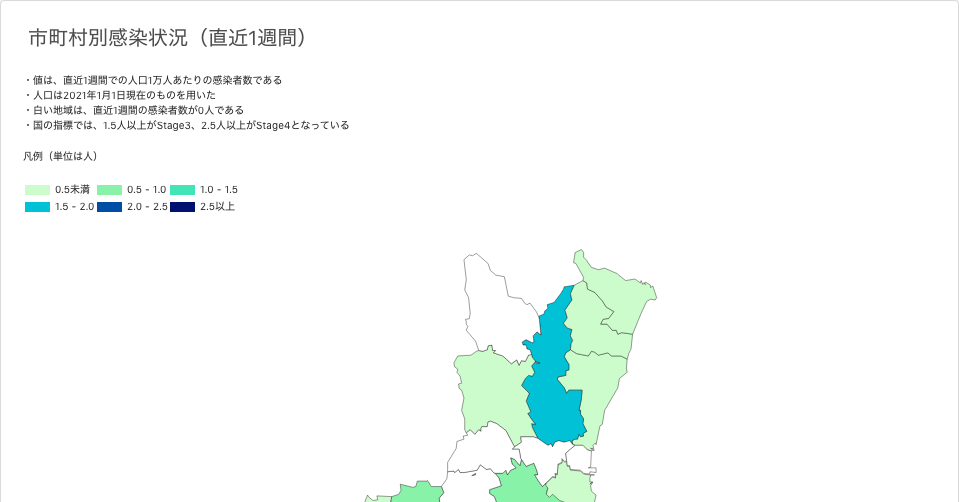 市町村別感染状況（直近1週間）
・値は、直近1週間での人口1万人あたりの感染者数である
・人口は2021年1月1日現在のものを用いた
・白い地域は、直近1週間の感染者数が0人である
・国の指標では、1.5人以上がStage3、2.5人以上がStage4となっている
凡例（単位は人）
0.5未満 0.5 - 1.0 1.0 - 1.5
1.5 - 2.0 2.0 - 2.5 2.5以上